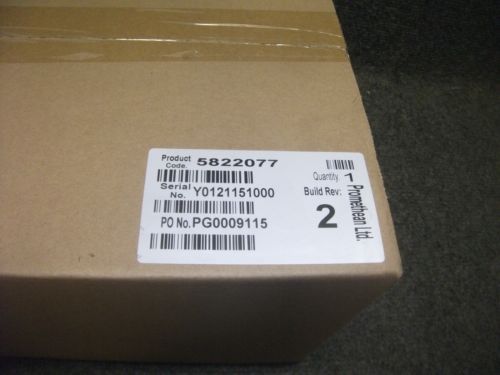 Product Code. 5822077
Serial No. Y0121151000
PO No. PG0009115
Quantity. 1
Build Rev: 2
Promethean Ltd.